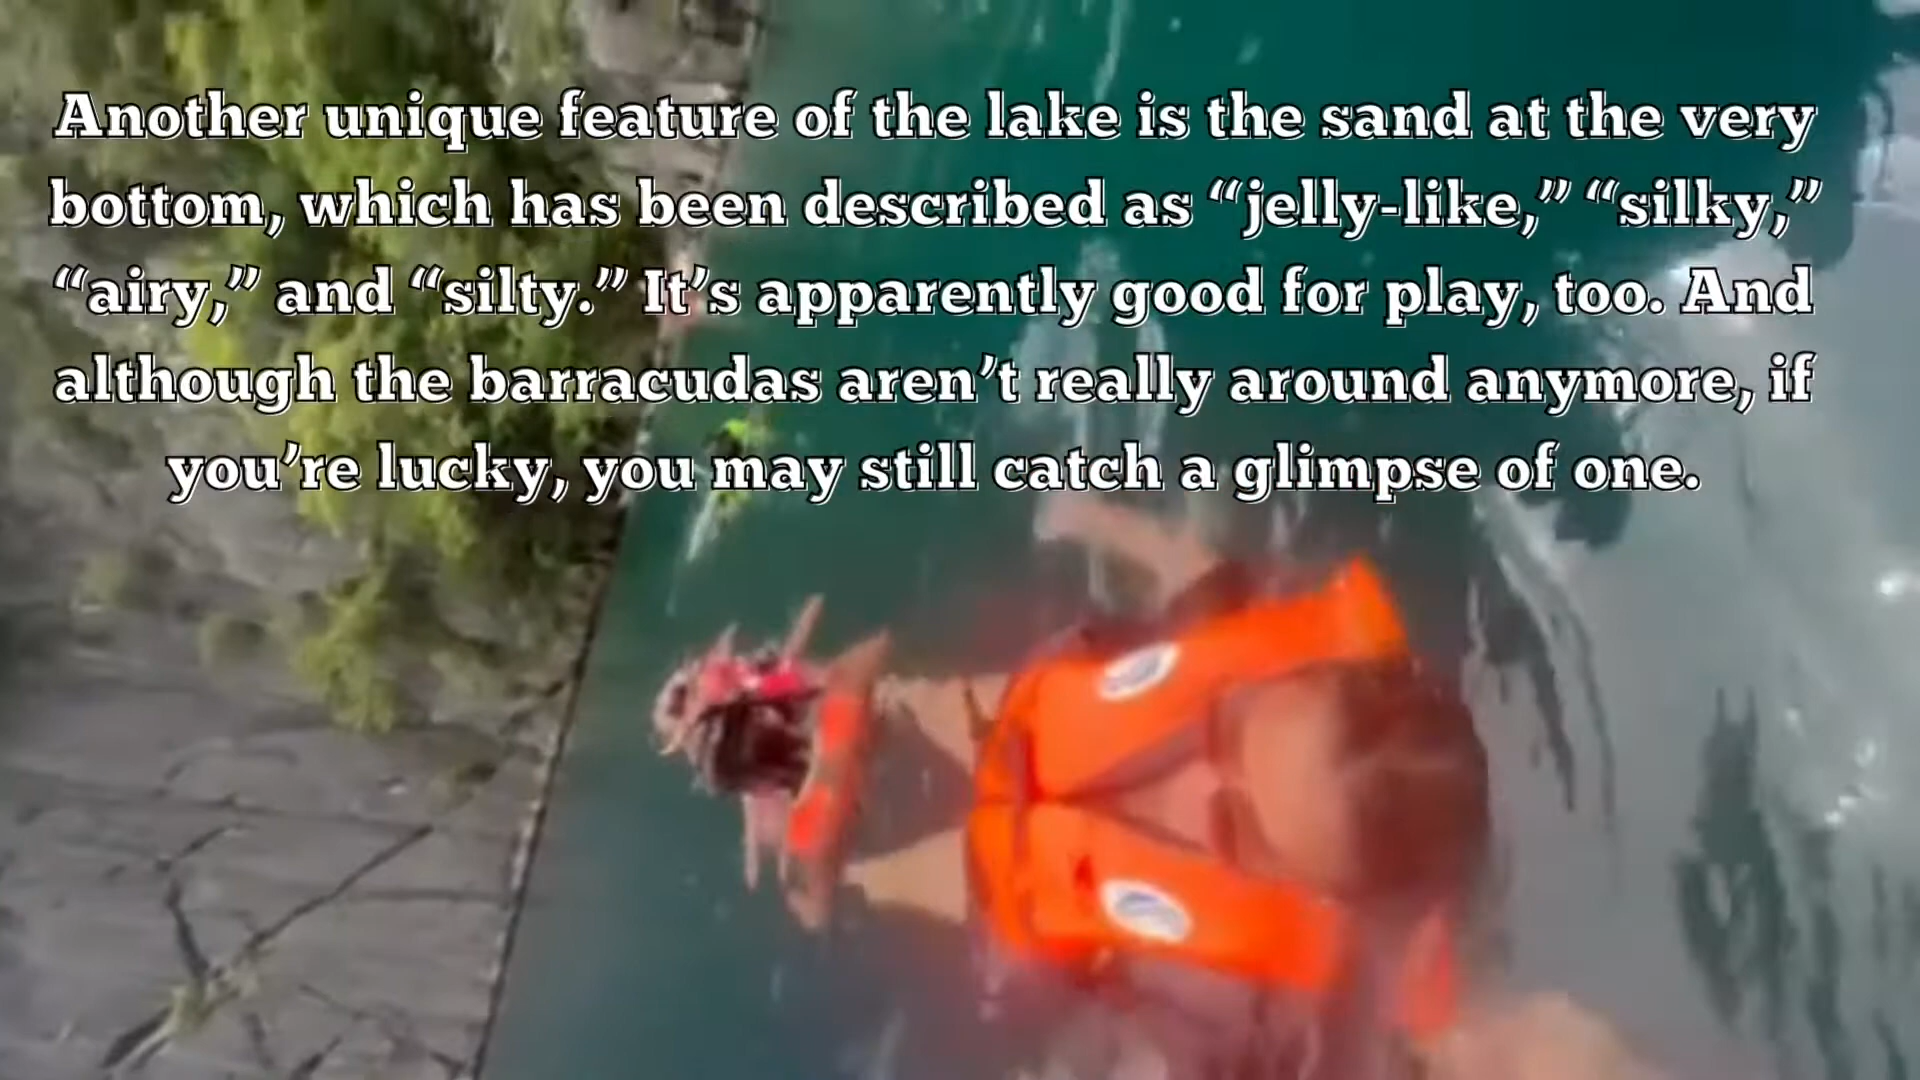 Another unique feature of the lake is the sand at the very
bottom, which has been described as “jelly-like,” “silky,”
“airy,” and “silty.” It’s apparently good for play, too. And
although the barracudas aren’t really around anymore, if
you’re lucky, you may still catch a glimpse of one.